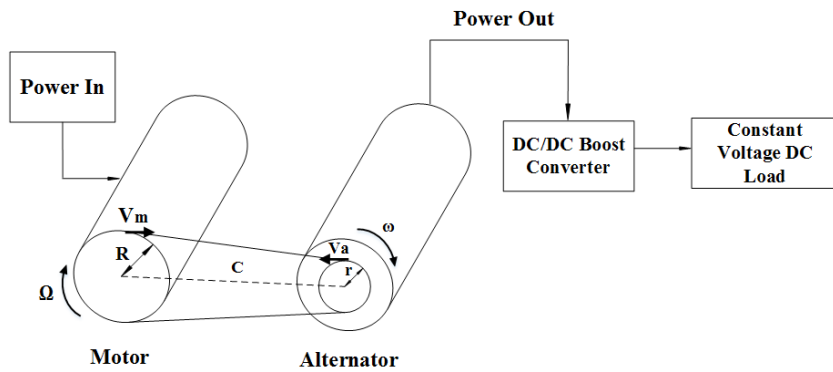 Power Out
Power In
DC/DC Boost
Converter
Constant
Voltage DC
Load
Vm
ω
Va
R
r
C
Ω
Motor
Alternator